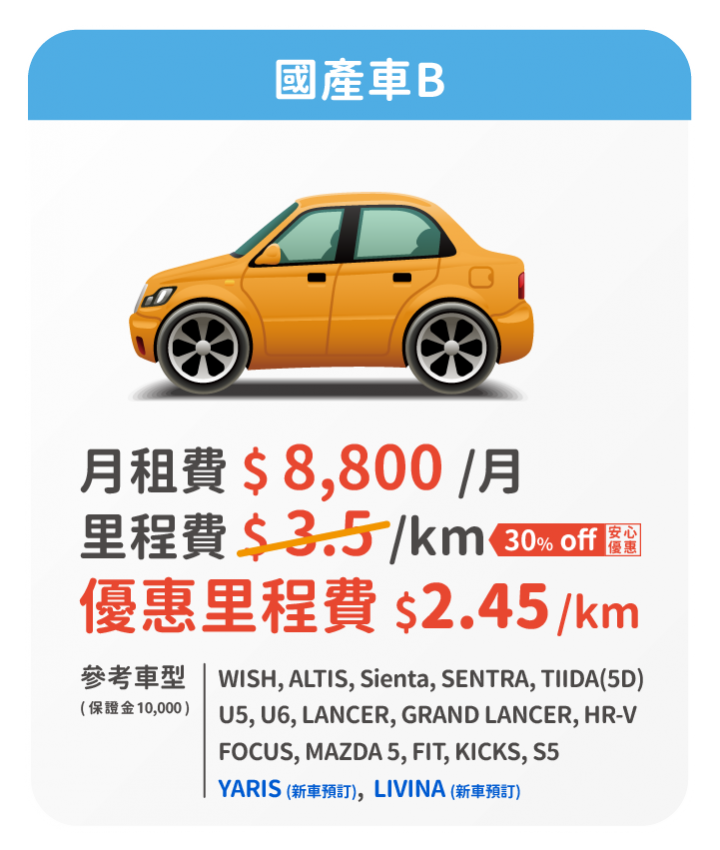 國產車B
月租費 $ 8,800 /月
里程費 $ 3.5 /km 30% off 安心優惠
優惠里程費 $2.45/km
參考車型
(保證金10,000)
WISH, ALTIS, Sienta, SENTRA, TIIDA(5D)
U5, U6, LANCER, GRAND LANCER, HR-V
FOCUS, MAZDA 5, FIT, KICKS, S5
YARIS (新車預訂), LIVINA (新車預訂)